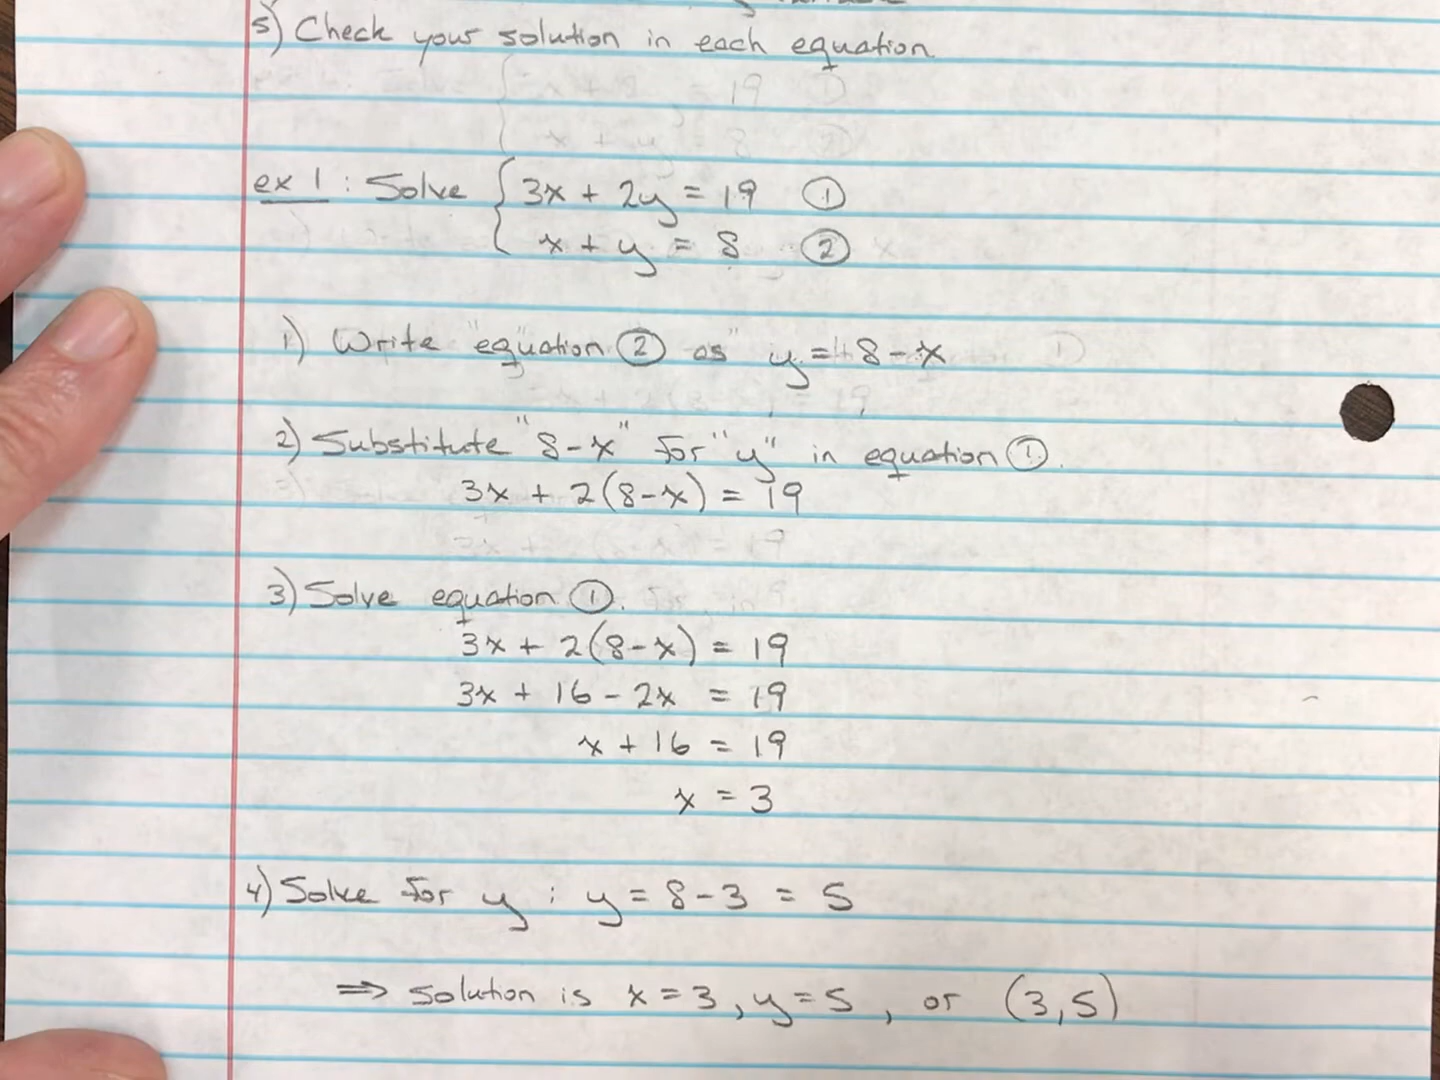 5) Check your solution in each equation
ex 1 : Solve { 3x + 2y = 19 ①
x + y = 8 ②
1) Write "equation ② as" y = 8 - x
2) Substitute "8-x" for "y" in equation ①.
3x + 2(8-x) = 19
3) Solve equation ①.
3x + 2(8-x) = 19
3x + 16 - 2x = 19
x + 16 = 19
x = 3
4) Solve for y : y = 8 - 3 = 5
⇒ solution is x = 3, y = 5, or (3,5)